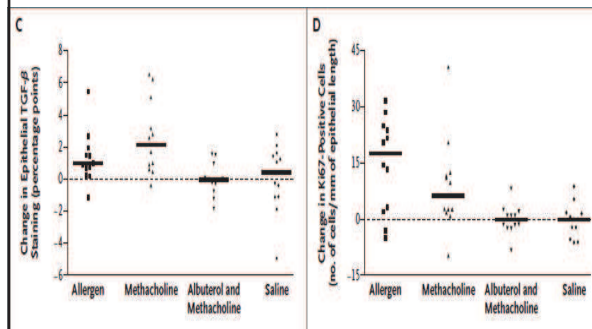 C
Change in Epithelial TGF-β
Staining (percentage points)
8
6
4
2
0
−2
−4
−6
Allergen
Methacholine
Albuterol and
Methacholine
Saline
D
Change in Ki67-Positive Cells
(no. of cells/mm of epithelial length)
45
30
15
0
−15
Allergen
Methacholine
Albuterol and
Methacholine
Saline